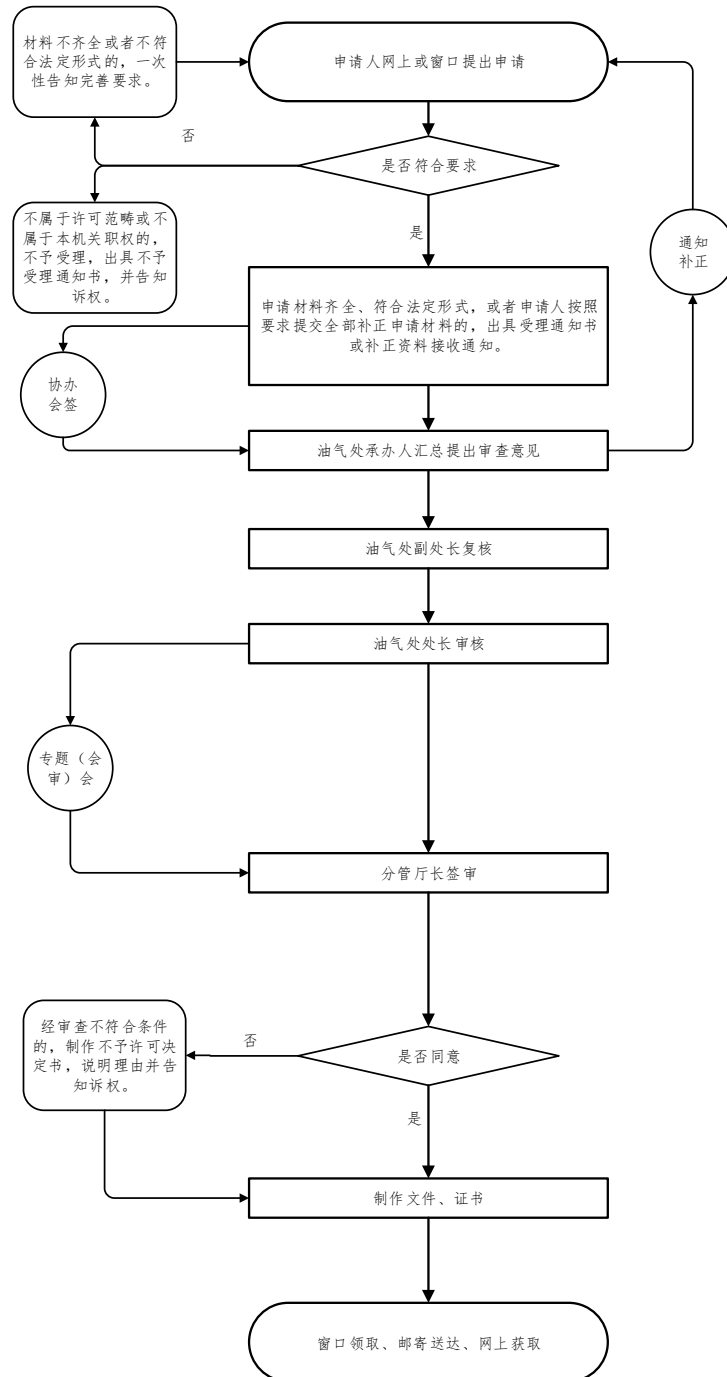 材料不齐全或者不符
合法定形式的，一次
性告知完善要求。
申请人网上或窗口提出申请
否
是否符合要求
不属于许可范畴或不
属于本机关职权的，
不予受理，出具不予
受理通知书，并告知
诉权。
是
通知
补正
申请材料齐全、符合法定形式，或者申请人按照
要求提交全部补正申请材料的，出具受理通知书
或补正资料接收通知。
协办
会签
油气处承办人汇总提出审查意见
油气处副处长复核
油气处处长审核
专题（会
审）会
分管厅长签审
经审查不符合条件
的，制作不予许可决
定书，说明理由并告
知诉权。
否
是否同意
是
制作文件、证书
窗口领取、邮寄送达、网上获取